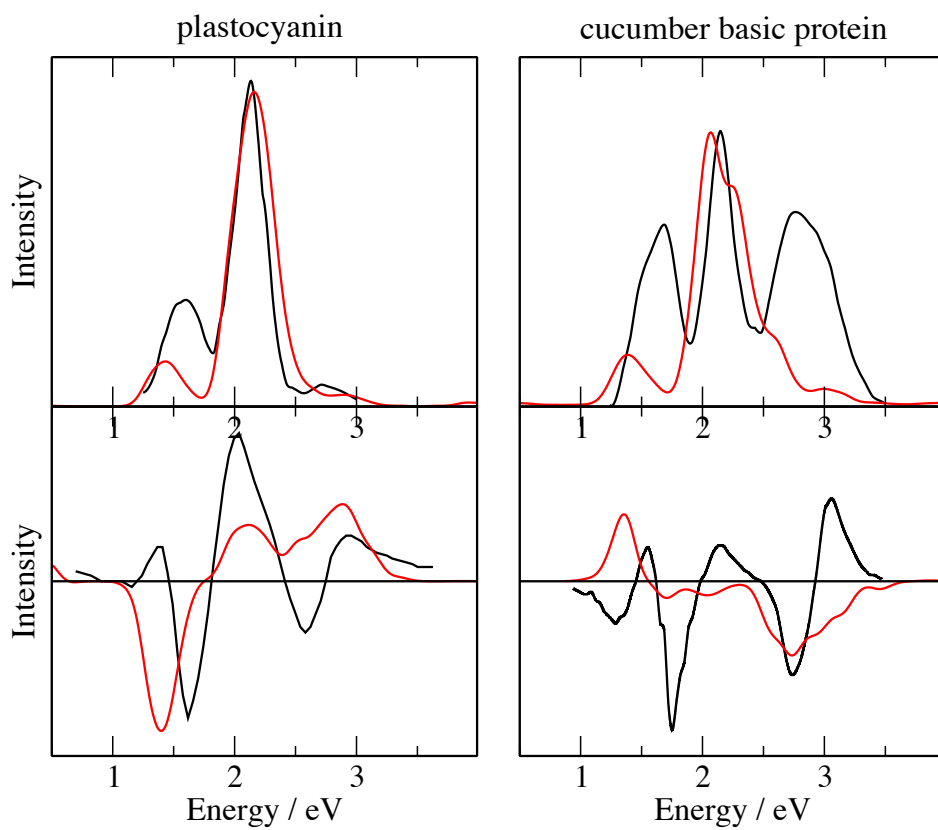 plastocyanin
cucumber basic protein
Intensity
1 2 3
1 2 3
Intensity
1 2 3
1 2 3
Energy / eV
Energy / eV